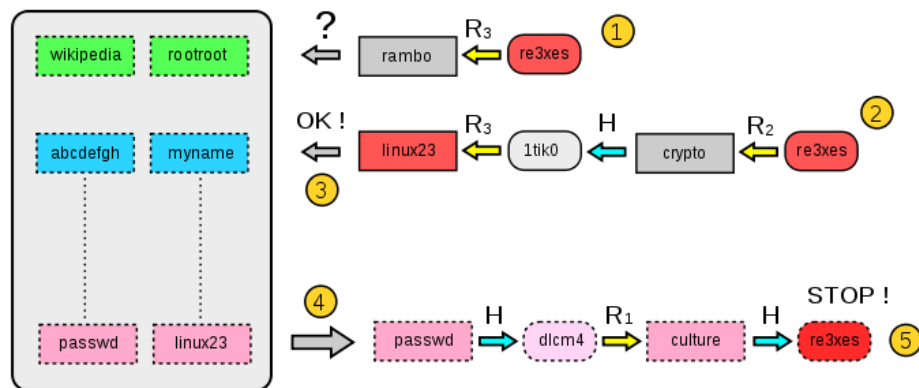 wikipedia rootroot
? rambo R3 re3xes 1
abcdefgh myname
OK ! linux23 R3 1tik0 H crypto R2 re3xes 2
3
passwd linux23
4 passwd H dlcm4 R1 culture H re3xes 5
STOP !